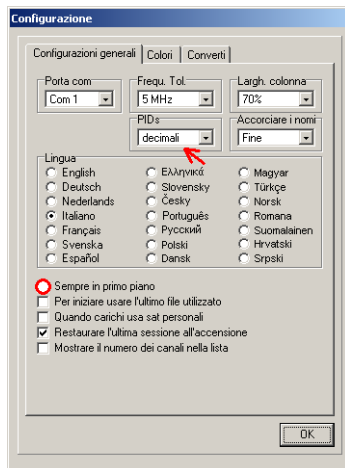 Configurazione
Configurazioni generali Colori Converti
Porta com Frequ. Tol. Largh. colonna
Com 1 5 MHz 70%
PIDs Accorciare i nomi
decimali Fine
Lingua
English Ελληνικά Magyar
Deutsch Slovensky Türkçe
Nederlands Česky Norsk
Italiano Português Romana
Français Русский Suomalainen
Svenska Polski Hrvatski
Español Dansk Srpski
Sempre in primo piano
Per iniziare usare l'ultimo file utilizzato
Quando carichi usa sat personali
Restaurare l'ultima sessione all'accensione
Mostrare il numero dei canali nella lista
OK